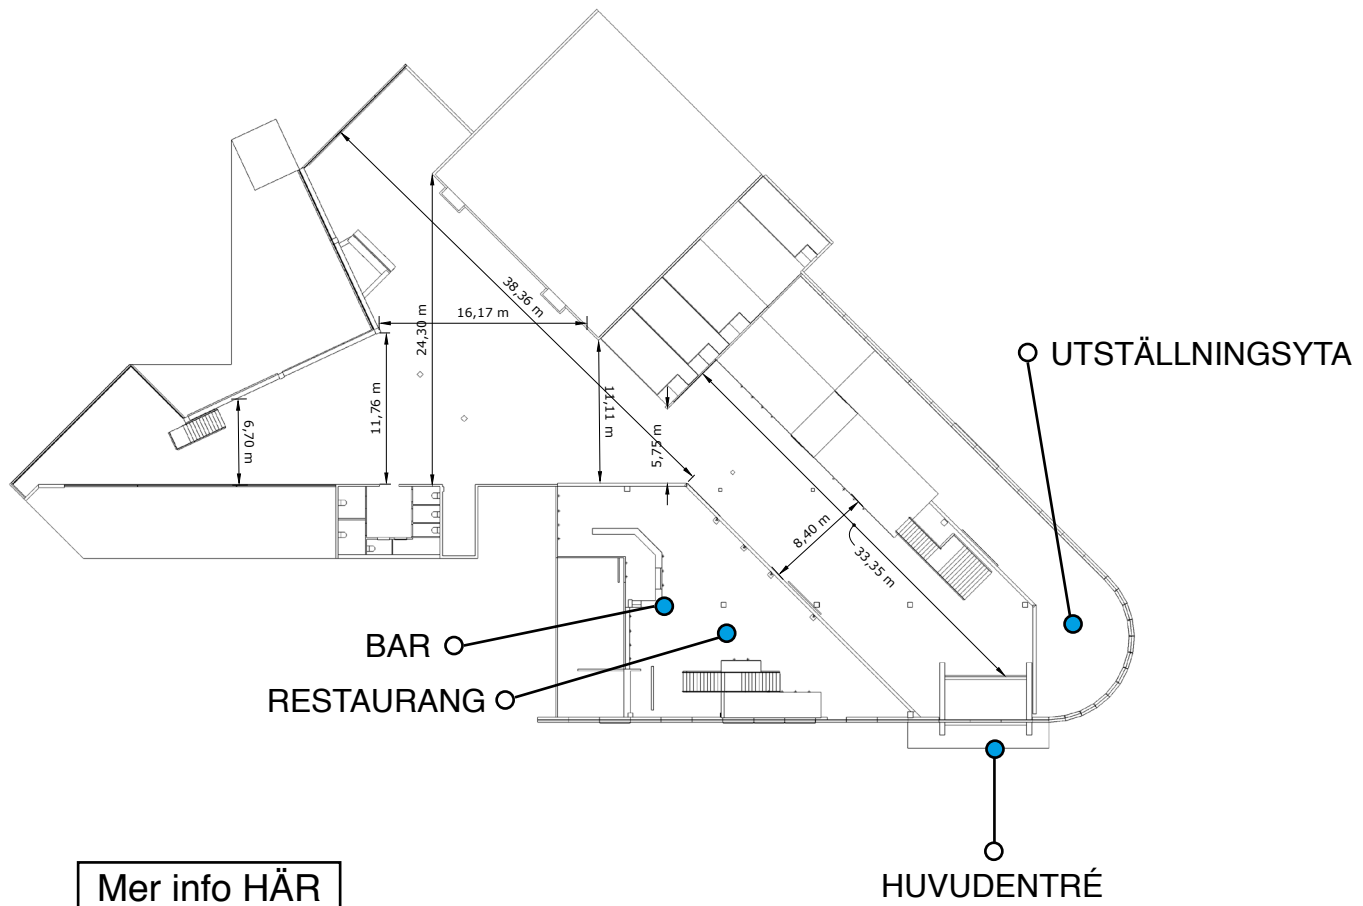 38,36 m
16,17 m
24,30 m
UTSTÄLLNINGSYTA
11,76 m
11,11 m
6,70 m
5,75 m
8,40 m
33,35 m
BAR
RESTAURANG
HUVUDENTRÉ
Mer info HÄR